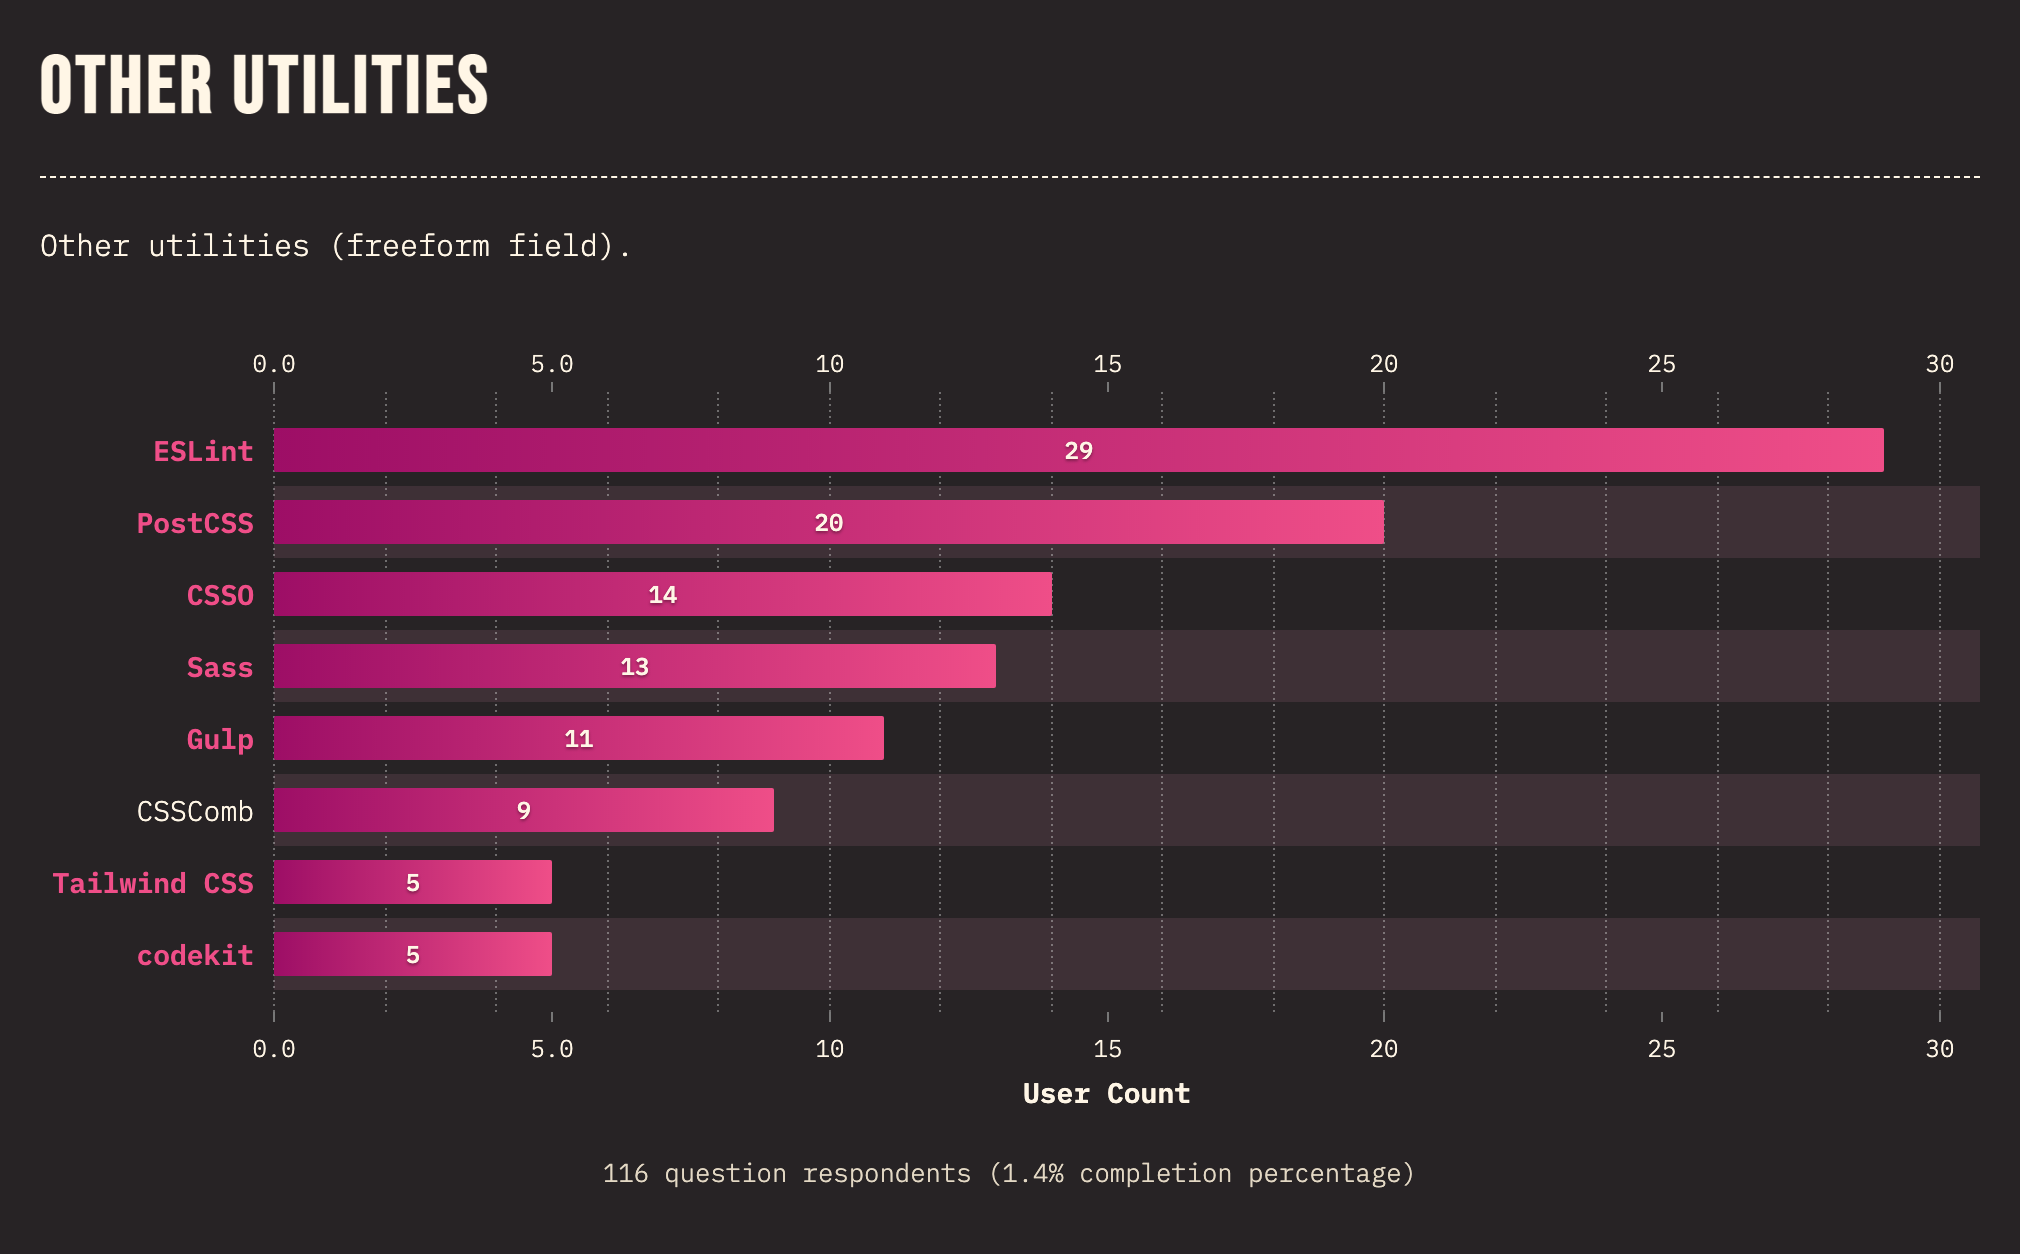 OTHER UTILITIES
Other utilities (freeform field).
0.0 5.0 10 15 20 25 30
ESLint 29
PostCSS 20
CSSO 14
Sass 13
Gulp 11
CSSComb 9
Tailwind CSS 5
codekit 5
0.0 5.0 10 15 20 25 30
User Count
116 question respondents (1.4% completion percentage)